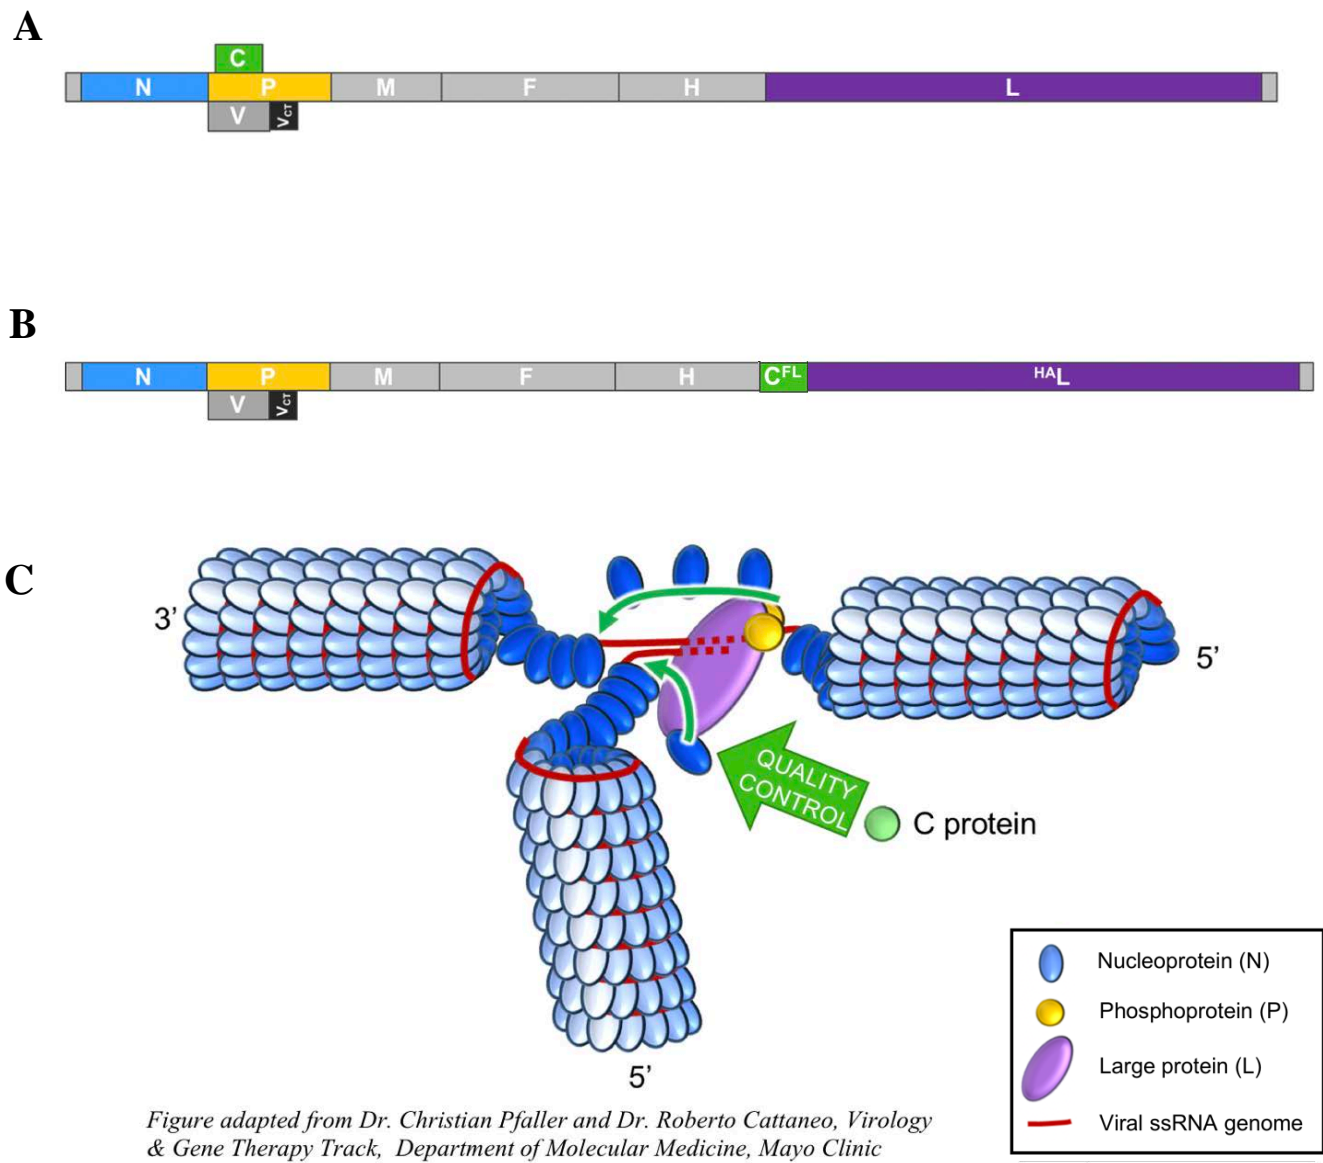 A
C
N P M F H L
V VCT
B
N P M F H CFL HAL
V VCT
C
3’
5’
QUALITY
CONTROL
C protein
5’
Nucleoprotein (N)
Phosphoprotein (P)
Large protein (L)
Viral ssRNA genome
Figure adapted from Dr. Christian Pfaller and Dr. Roberto Cattaneo, Virology
& Gene Therapy Track, Department of Molecular Medicine, Mayo Clinic